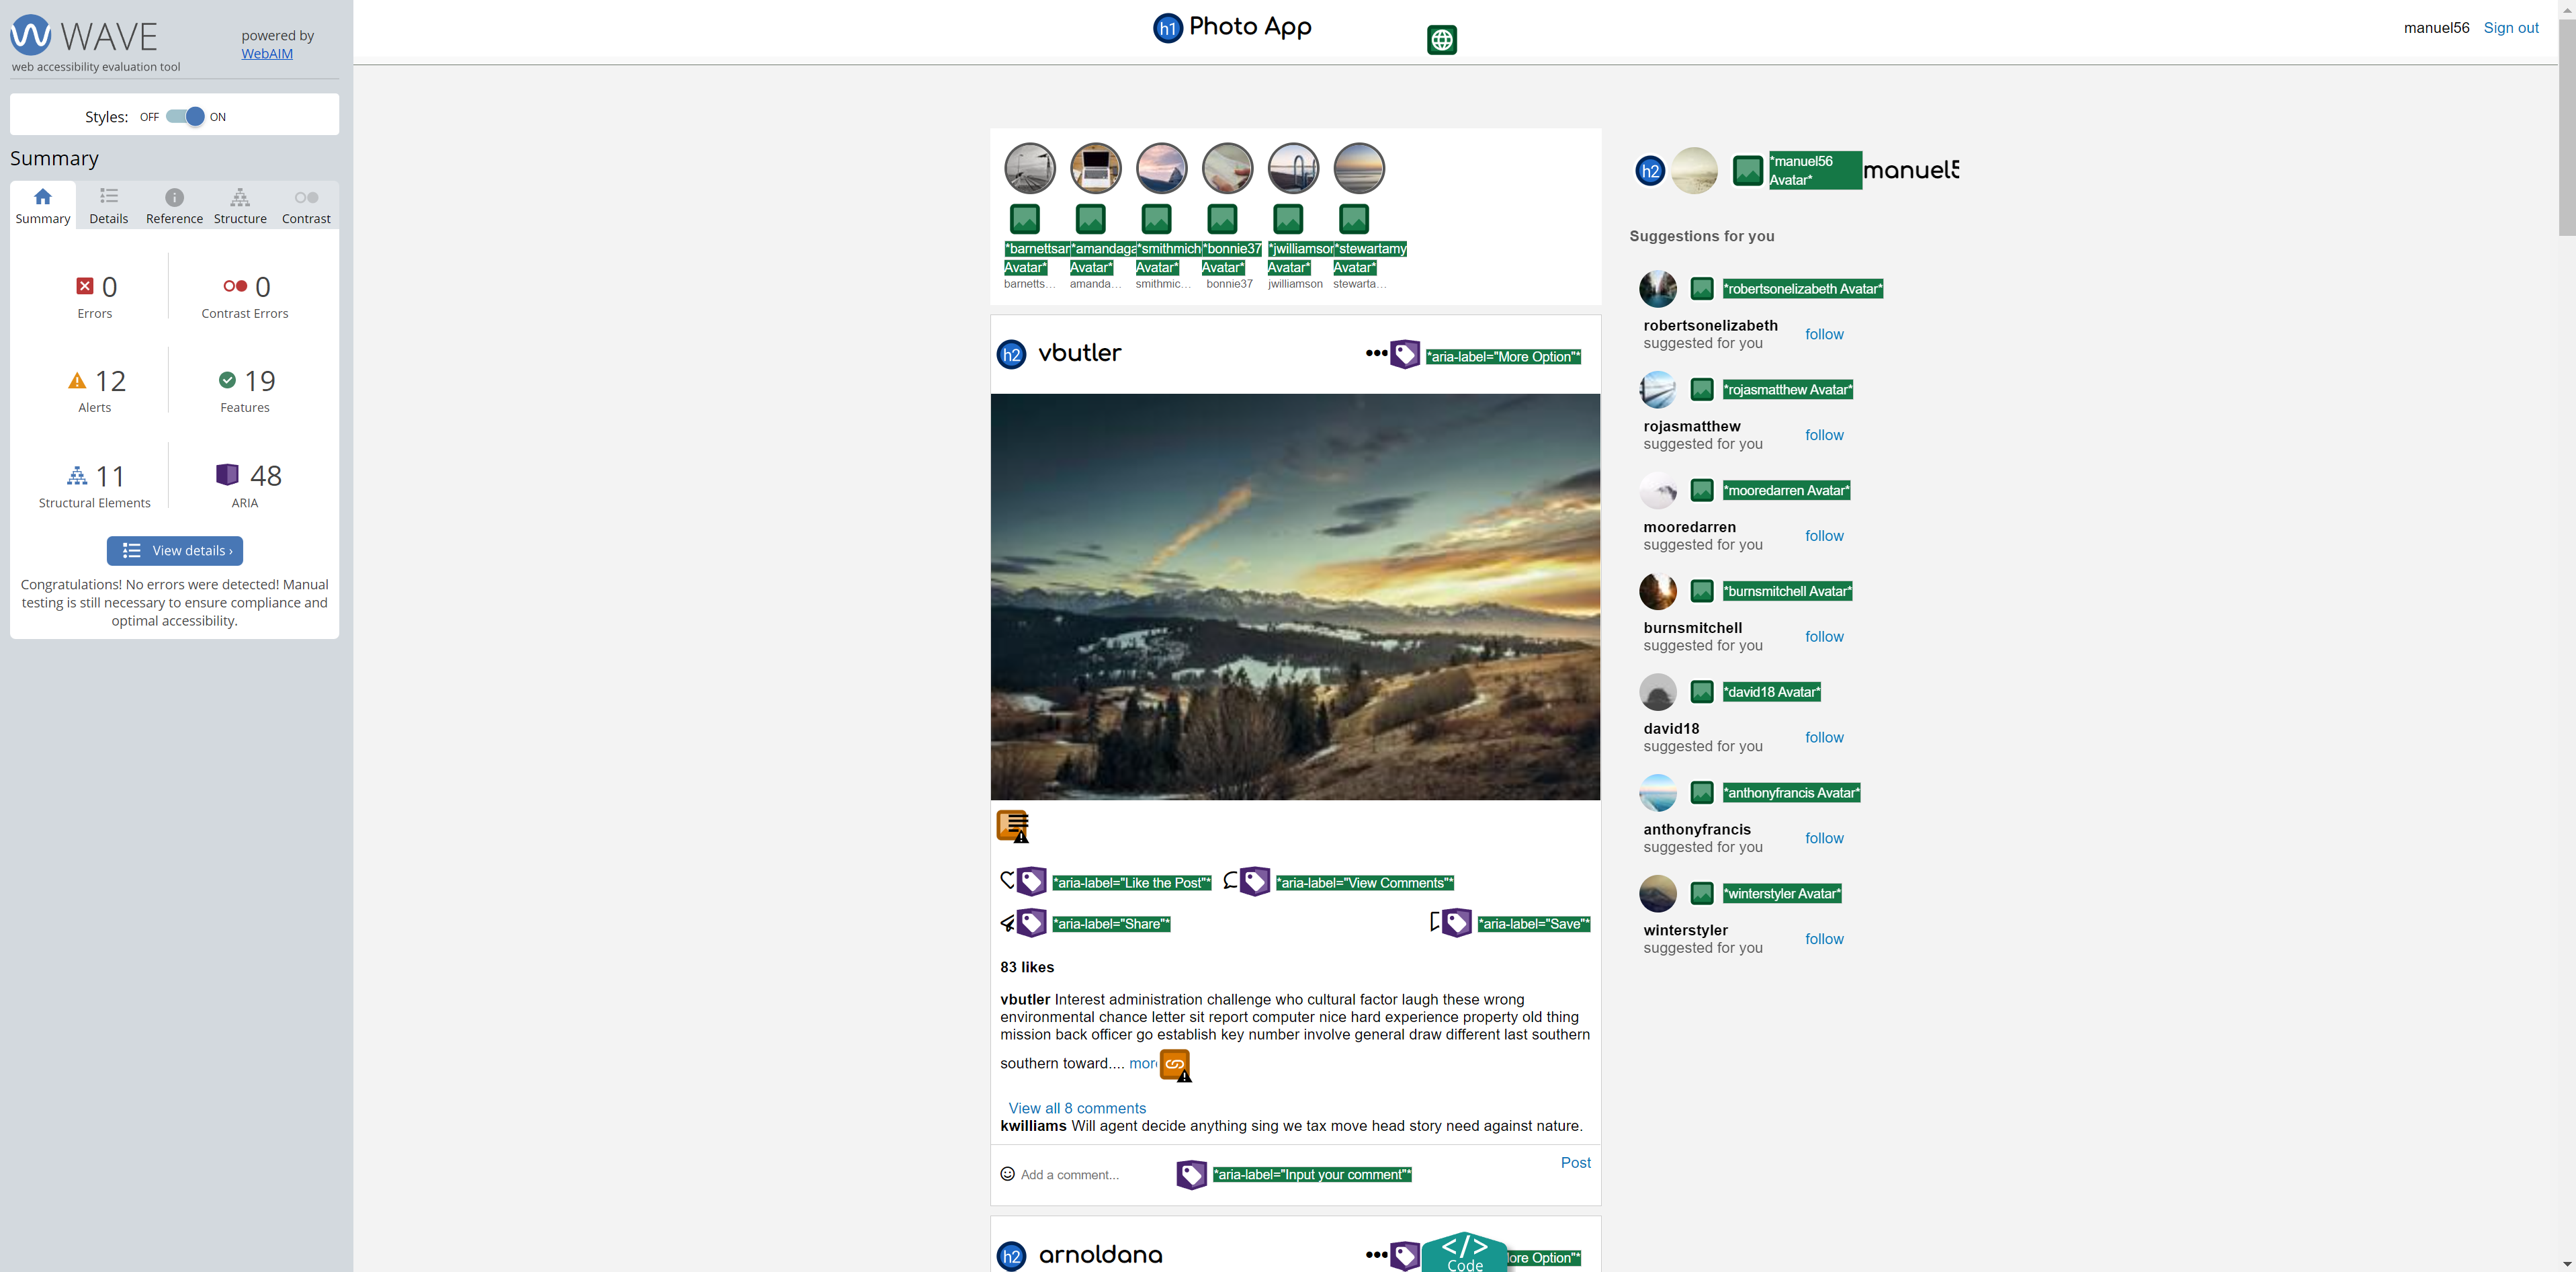 WAVE
powered by
WebAIM
web accessibility evaluation tool
Styles: OFF ON
Summary
Summary Details Reference Structure Contrast
0 Errors
0 Contrast Errors
12 Alerts
19 Features
11 Structural Elements
48 ARIA
View details ›
Congratulations! No errors were detected! Manual
testing is still necessary to ensure compliance and
optimal accessibility.
h1 Photo App
manuel56 Sign out
*barnettsar *amandaga *smithmich *bonnie37 *jwilliamsor *stewartamy
Avatar* Avatar* Avatar* Avatar* Avatar* Avatar*
barnetts... amanda... smithmic... bonnie37 jwilliamson stewarta...
h2 vbutler
*aria-label="More Option"*
*aria-label="Like the Post"* *aria-label="View Comments"*
*aria-label="Share"* *aria-label="Save"*
83 likes
vbutler Interest administration challenge who cultural factor laugh these wrong
environmental chance letter sit report computer nice hard experience property old thing
mission back officer go establish key number involve general draw different last southern
southern toward.... more
View all 8 comments
kwilliams Will agent decide anything sing we tax move head story need against nature.
Add a comment... *aria-label="Input your comment"* Post
h2 arnoldana
ore Option"*
</> Code
h2 *manuel56
Avatar*
manuel5
Suggestions for you
*robertsonelizabeth Avatar*
robertsonelizabeth
suggested for you
follow
*rojasmatthew Avatar*
rojasmatthew
suggested for you
follow
*mooredarren Avatar*
mooredarren
suggested for you
follow
*burnsmitchell Avatar*
burnsmitchell
suggested for you
follow
*david18 Avatar*
david18
suggested for you
follow
*anthonyfrancis Avatar*
anthonyfrancis
suggested for you
follow
*winterstyler Avatar*
winterstyler
suggested for you
follow